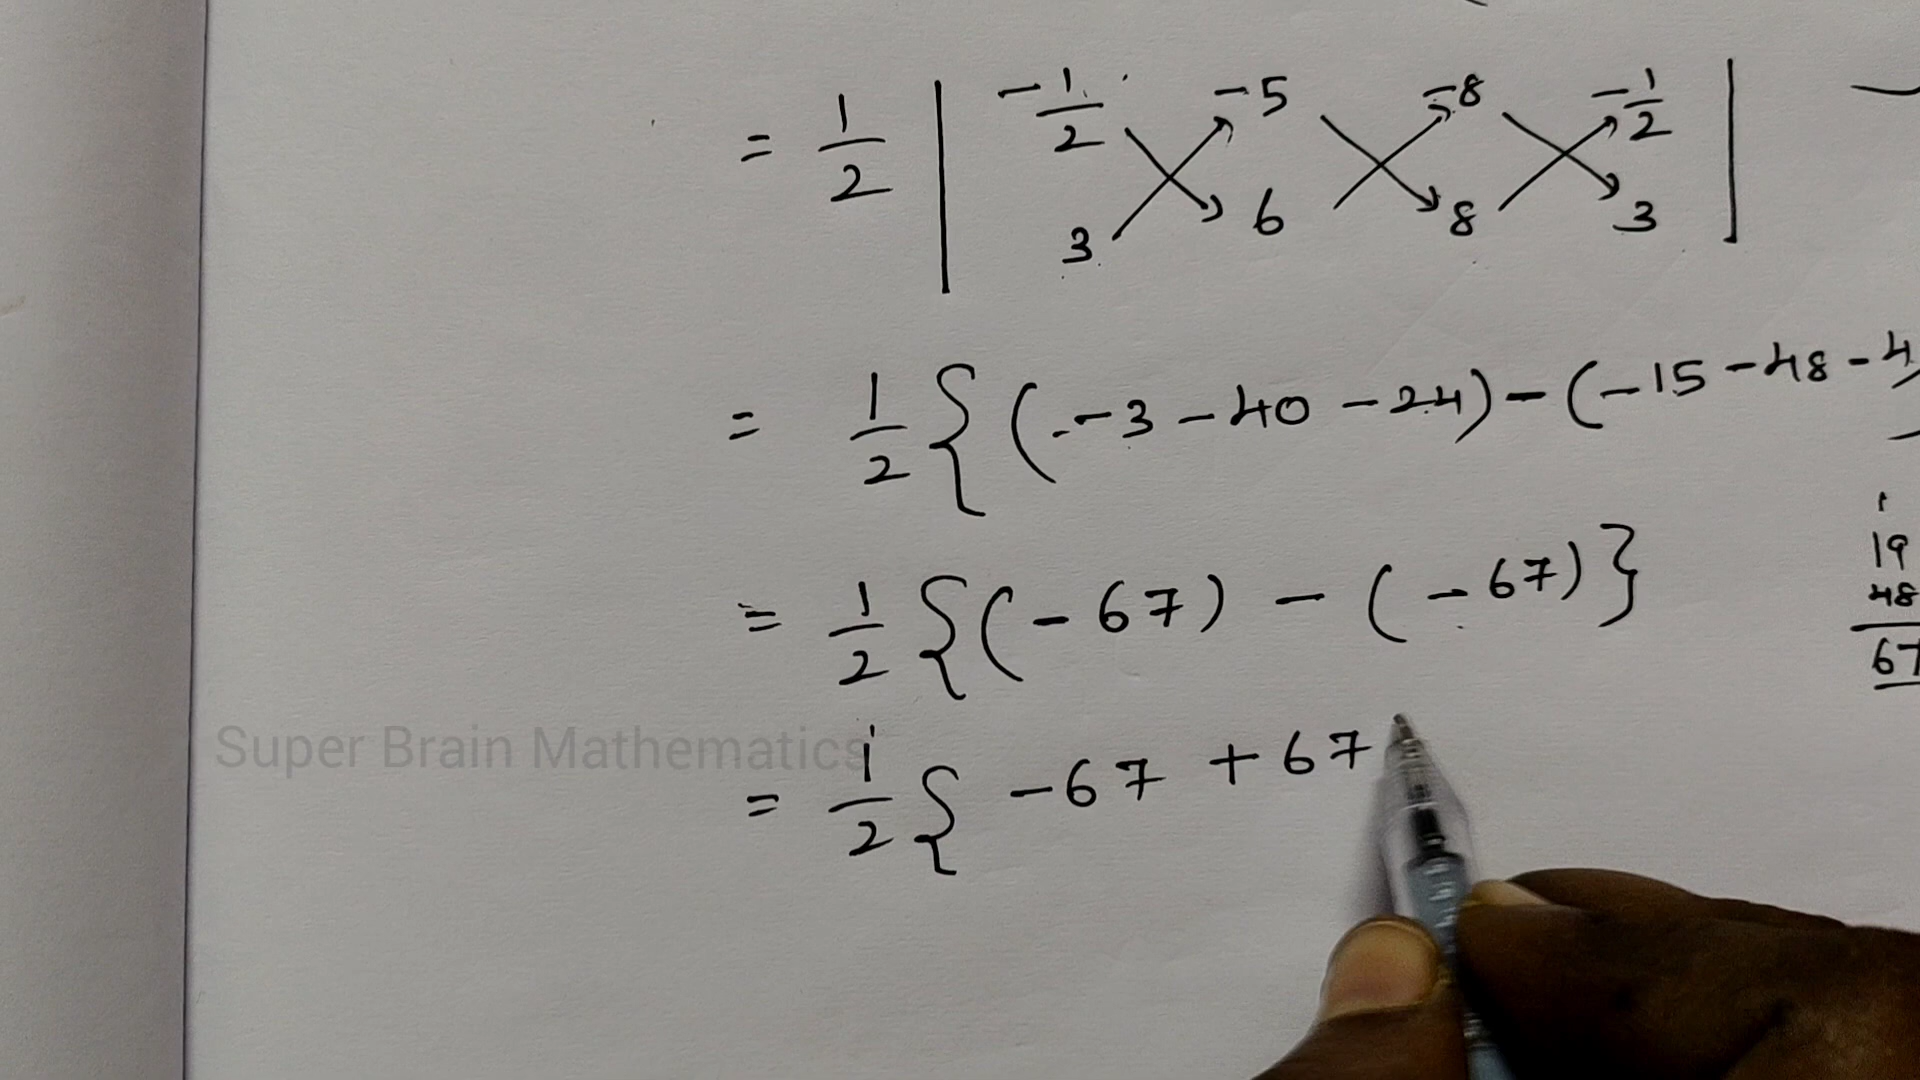 = 1/2 | -1/2 -5 -8 -1/2 |
3 6 8 3
= 1/2 { (-3 - 40 - 24) - (-15 - 48 - 4
= 1/2 { (-67) - (-67) }
19
48
67
Super Brain Mathematics
= 1/2 { -67 + 67